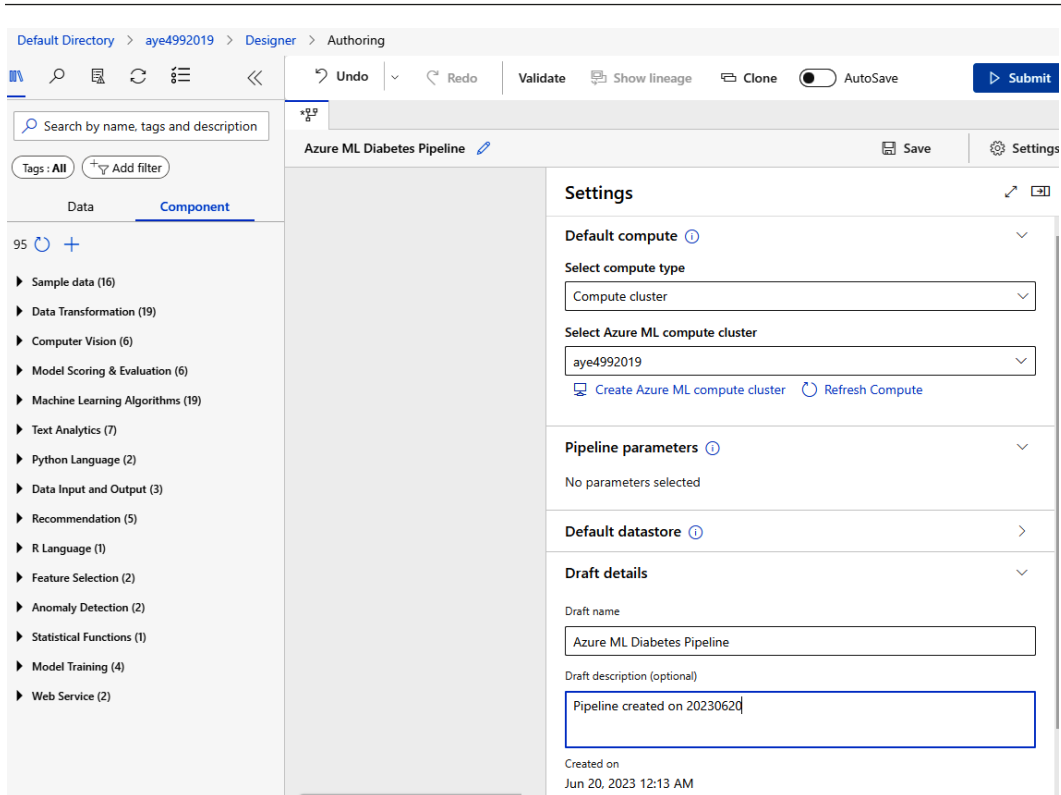 Default Directory > aye4992019 > Designer > Authoring
Undo Redo Validate Show lineage Clone AutoSave Submit
Search by name, tags and description
Azure ML Diabetes Pipeline Save Settings
Tags : All Add filter
Data Component
95
Sample data (16)
Data Transformation (19)
Computer Vision (6)
Model Scoring & Evaluation (6)
Machine Learning Algorithms (19)
Text Analytics (7)
Python Language (2)
Data Input and Output (3)
Recommendation (5)
R Language (1)
Feature Selection (2)
Anomaly Detection (2)
Statistical Functions (1)
Model Training (4)
Web Service (2)
Settings
Default compute
Select compute type
Compute cluster
Select Azure ML compute cluster
aye4992019
Create Azure ML compute cluster Refresh Compute
Pipeline parameters
No parameters selected
Default datastore
Draft details
Draft name
Azure ML Diabetes Pipeline
Draft description (optional)
Pipeline created on 20230620
Created on
Jun 20, 2023 12:13 AM